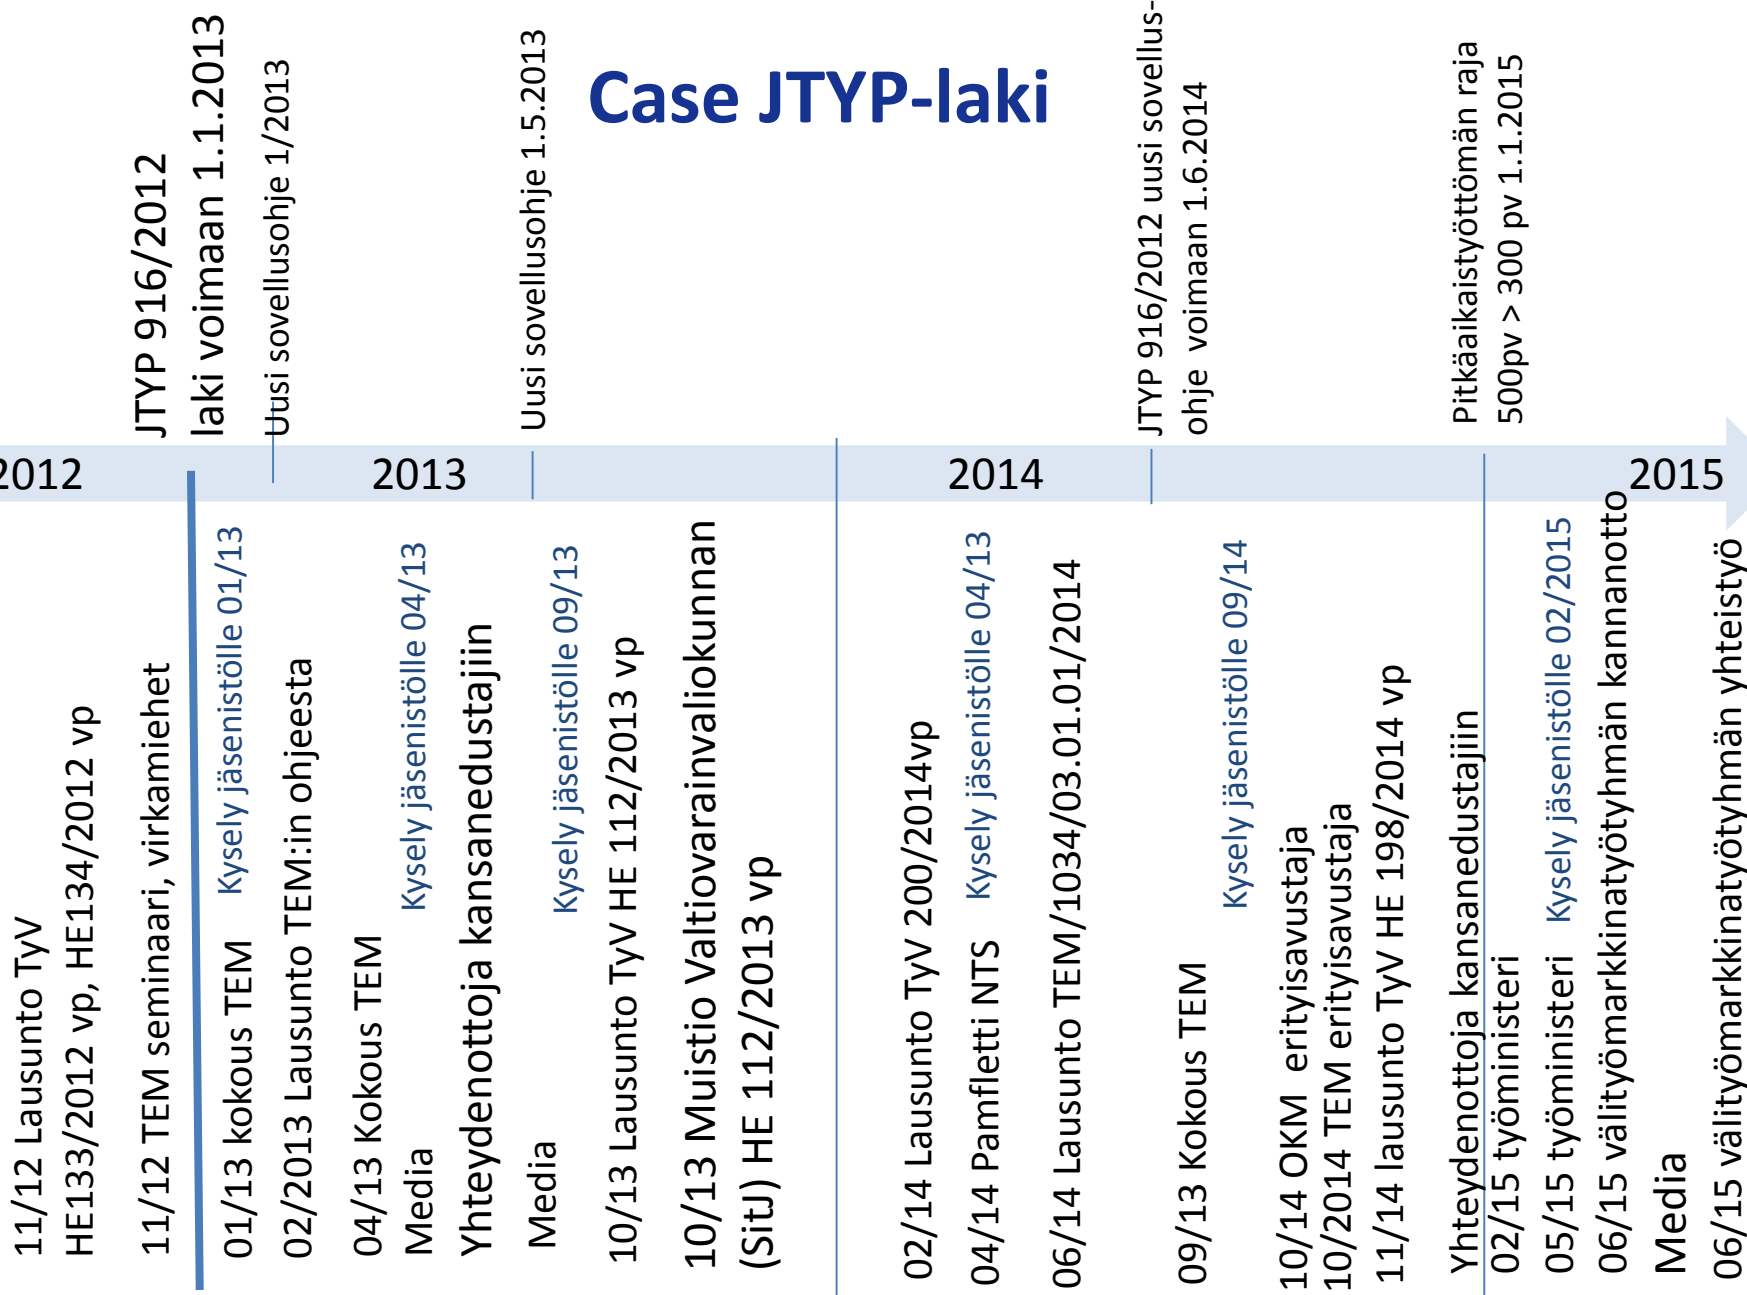 Case JTYP-laki
JTYP 916/2012
laki voimaan 1.1.2013
Uusi sovellusohje 1/2013
Uusi sovellusohje 1.5.2013
JTYP 916/2012 uusi sovellus-
ohje voimaan 1.6.2014
Pitkäaikaistyöttömän raja
500pv > 300 pv 1.1.2015
2012
2013
2014
2015
11/12 Lausunto TyV
HE133/2012 vp, HE134/2012 vp
11/12 TEM seminaari, virkamiehet
01/13 kokous TEM
Kysely jäsenistölle 01/13
02/2013 Lausunto TEM:in ohjeesta
04/13 Kokous TEM
Media
Kysely jäsenistölle 04/13
Yhteydenottoja kansanedustajiin
Media
Kysely jäsenistölle 09/13
10/13 Lausunto TyV HE 112/2013 vp
10/13 Muistio Valtiovarainvaliokunnan
(SitJ) HE 112/2013 vp
02/14 Lausunto TyV 200/2014vp
04/14 Pamfletti NTS
Kysely jäsenistölle 04/13
06/14 Lausunto TEM/1034/03.01.01/2014
09/13 Kokous TEM
Kysely jäsenistölle 09/14
10/14 OKM erityisavustaja
10/2014 TEM erityisavustaja
11/14 lausunto TyV HE 198/2014 vp
Yhteydenottoja kansanedustajiin
02/15 työministeri
05/15 työministeri
Kysely jäsenistölle 02/2015
06/15 välityömarkkinatyötyhmän kannanotto
Media
06/15 välityömarkkinatyötyhmän yhteistyö